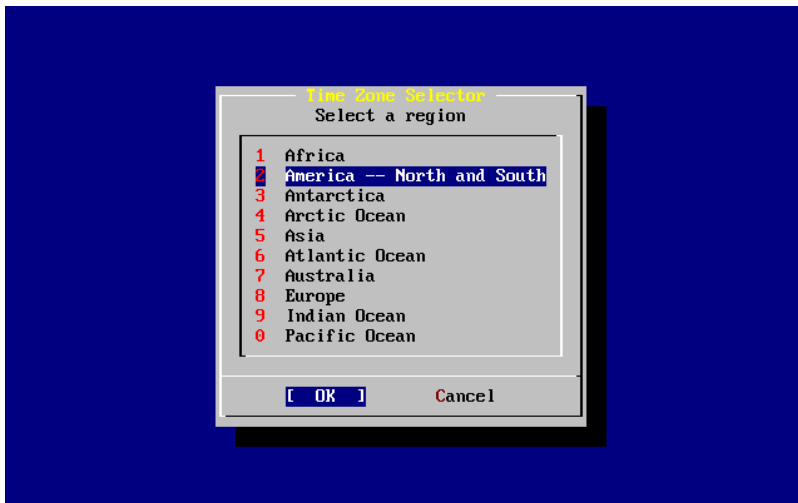 Time Zone Selector
Select a region
1 Africa
2 America -- North and South
3 Antarctica
4 Arctic Ocean
5 Asia
6 Atlantic Ocean
7 Australia
8 Europe
9 Indian Ocean
0 Pacific Ocean
[ OK ] Cancel